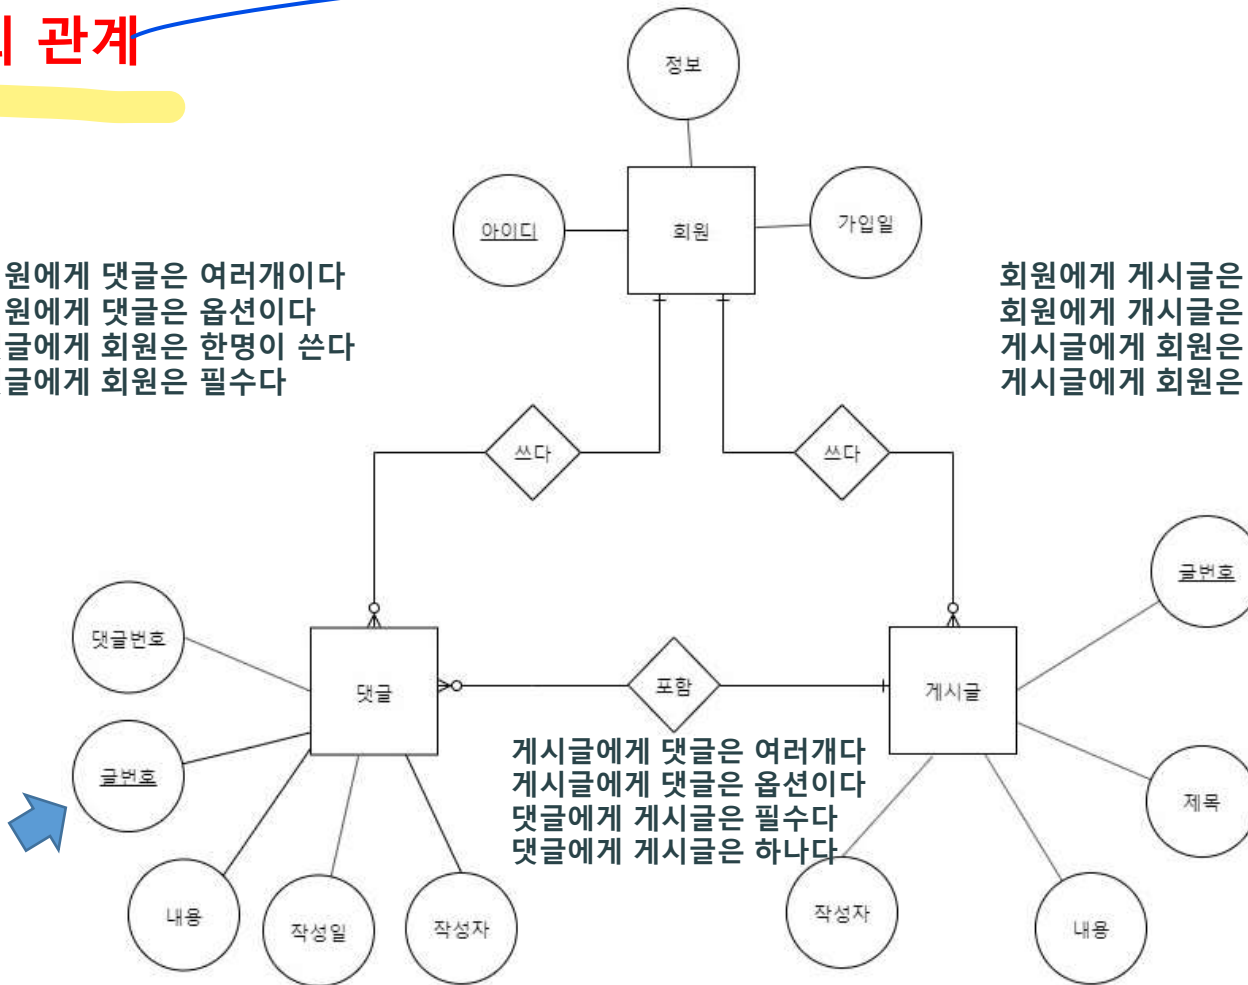 의 관계
정보
아이디
회원
가입일
원에게 댓글은 여러개이다
원에게 댓글은 옵션이다
글에게 회원은 한명이 쓴다
글에게 회원은 필수다
회원에게 게시글은
회원에게 개시글은
게시글에게 회원은
게시글에게 회원은
쓰다
쓰다
글번호
댓글번호
댓글
포함
게시글
글번호
게시글에게 댓글은 여러개다
게시글에게 댓글은 옵션이다
댓글에게 게시글은 필수다
댓글에게 게시글은 하나다
제목
내용
작성일
작성자
작성자
내용